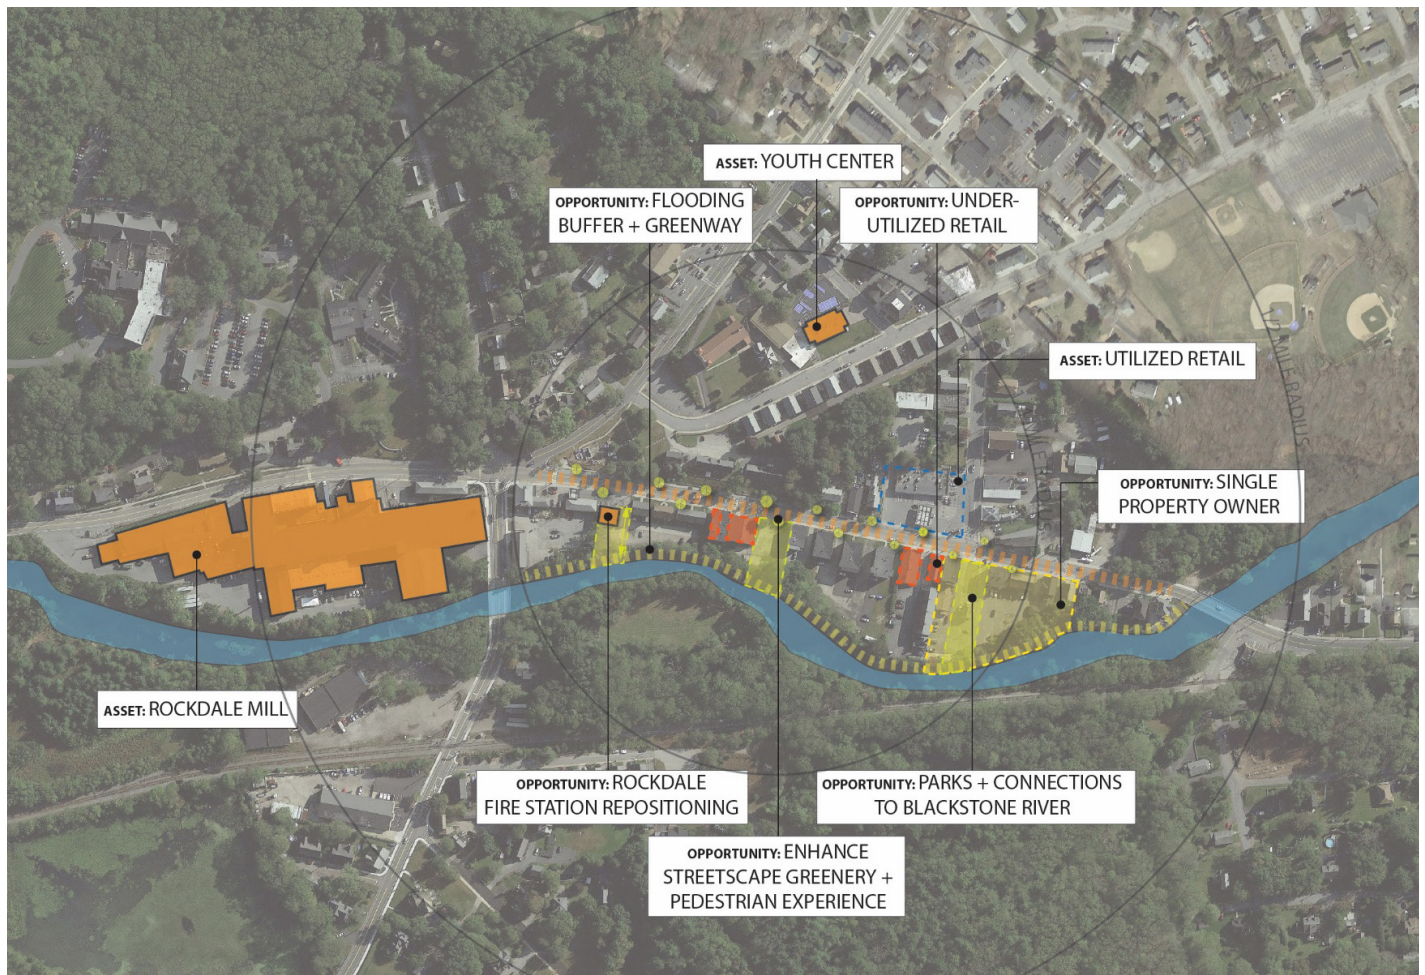 ASSET: YOUTH CENTER
OPPORTUNITY: FLOODING
BUFFER + GREENWAY
OPPORTUNITY: UNDER-
UTILIZED RETAIL
ASSET: UTILIZED RETAIL
MILE RADIUS
OPPORTUNITY: SINGLE
PROPERTY OWNER
ASSET: ROCKDALE MILL
OPPORTUNITY: ROCKDALE
FIRE STATION REPOSITIONING
OPPORTUNITY: PARKS + CONNECTIONS
TO BLACKSTONE RIVER
OPPORTUNITY: ENHANCE
STREETSCAPE GREENERY +
PEDESTRIAN EXPERIENCE